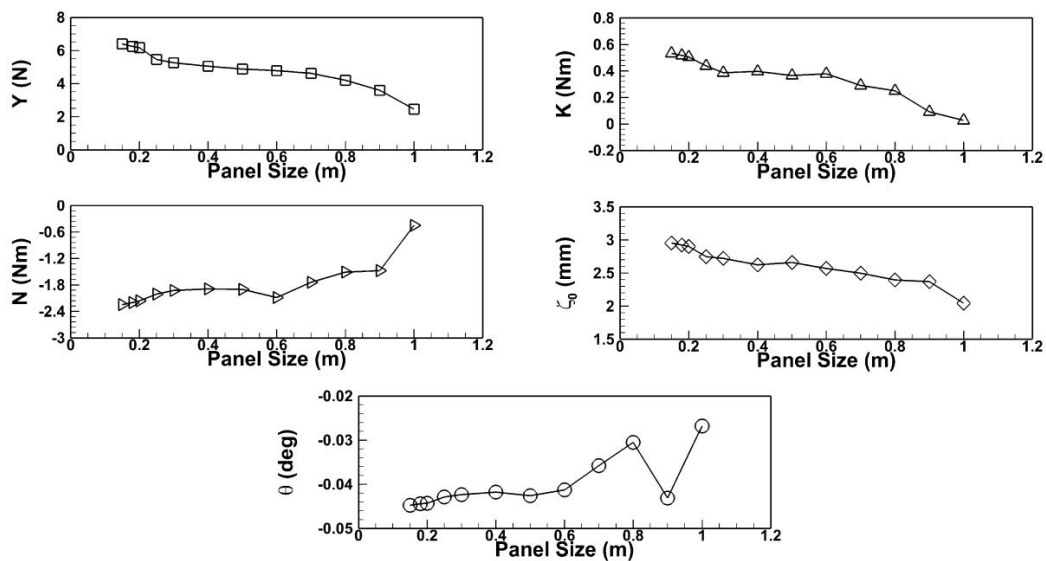 Y (N)
8
6
4
2
0
0 0.2 0.4 0.6 0.8 1 1.2
Panel Size (m)
K (Nm)
0.8
0.6
0.4
0.2
0
-0.2
0 0.2 0.4 0.6 0.8 1 1.2
Panel Size (m)
N (Nm)
0
-0.6
-1.2
-1.8
-2.4
-3
0 0.2 0.4 0.6 0.8 1 1.2
Panel Size (m)
ζ₀ (mm)
3.5
3
2.5
2
1.5
0 0.2 0.4 0.6 0.8 1 1.2
Panel Size (m)
θ (deg)
-0.02
-0.03
-0.04
-0.05
0 0.2 0.4 0.6 0.8 1 1.2
Panel Size (m)